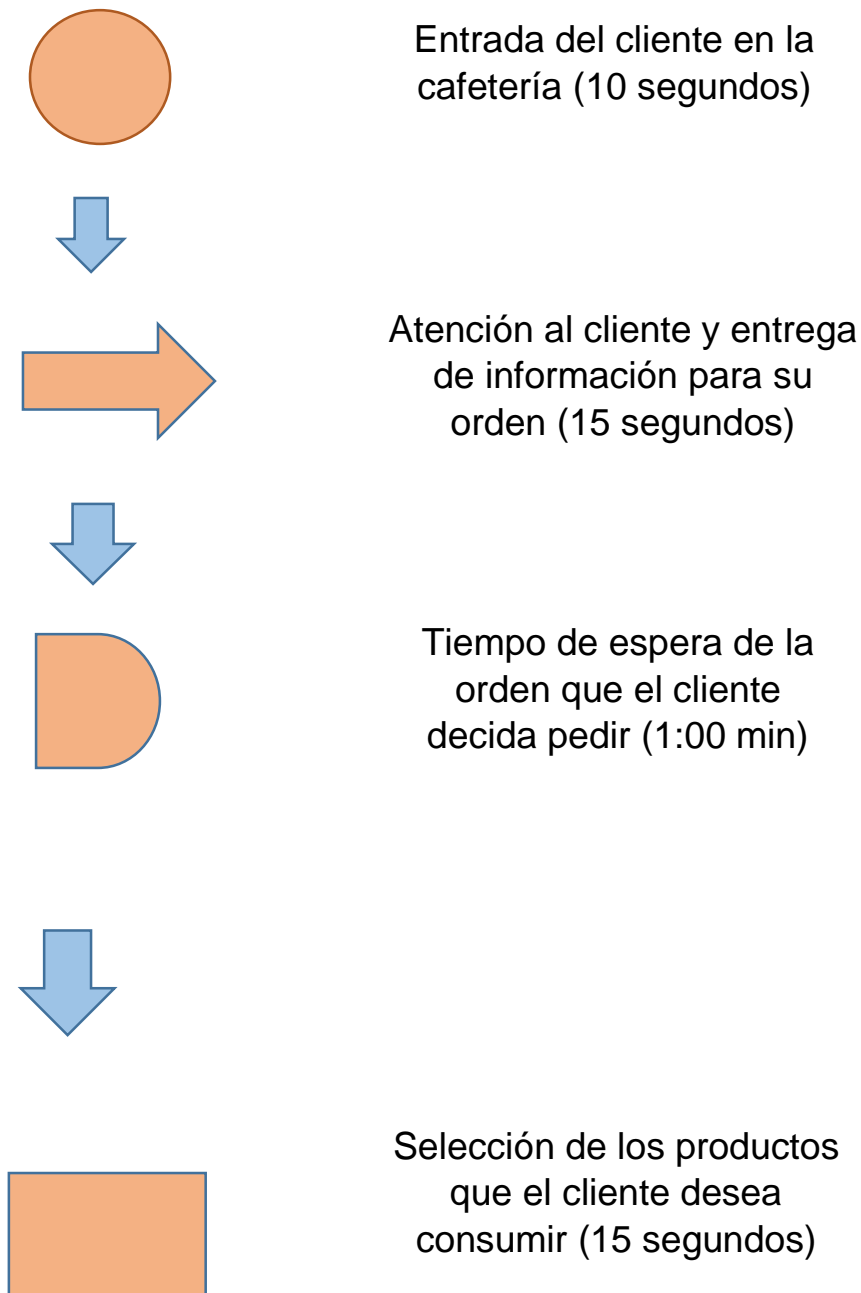 Entrada del cliente en la
cafetería (10 segundos)
Atención al cliente y entrega
de información para su
orden (15 segundos)
Tiempo de espera de la
orden que el cliente
decida pedir (1:00 min)
Selección de los productos
que el cliente desea
consumir (15 segundos)